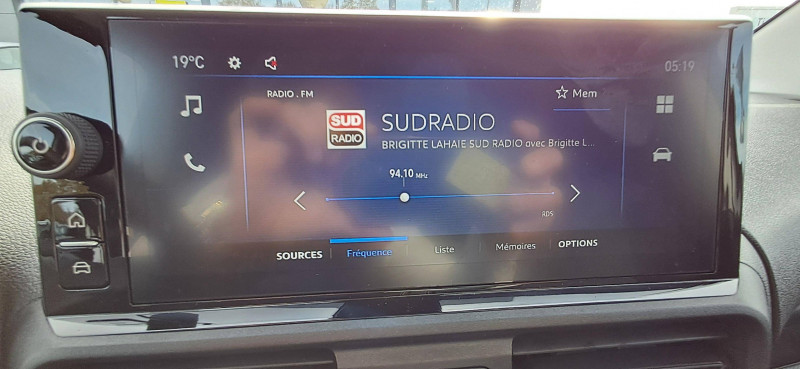 19°C 05:19
RADIO . FM Mem
SUD RADIO
SUDRADIO
BRIGITTE LAHAIE SUD RADIO avec Brigitte L...
94.10 MHz
RDS
SOURCES Fréquence Liste Mémoires OPTIONS